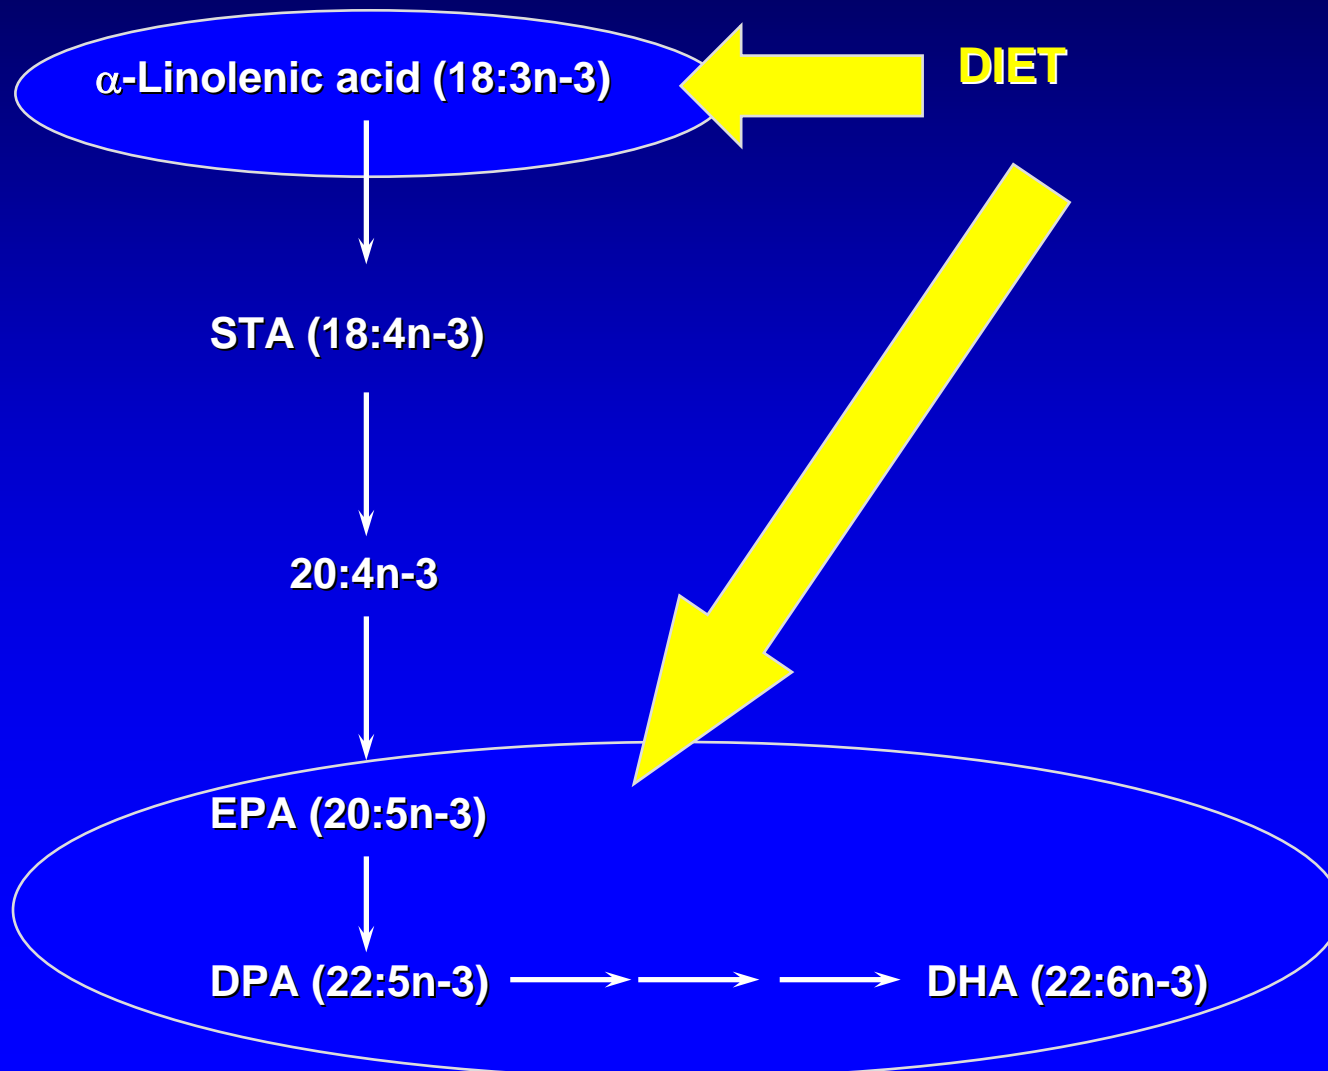 α-Linolenic acid (18:3n-3)
DIET
STA (18:4n-3)
20:4n-3
EPA (20:5n-3)
DPA (22:5n-3)
DHA (22:6n-3)